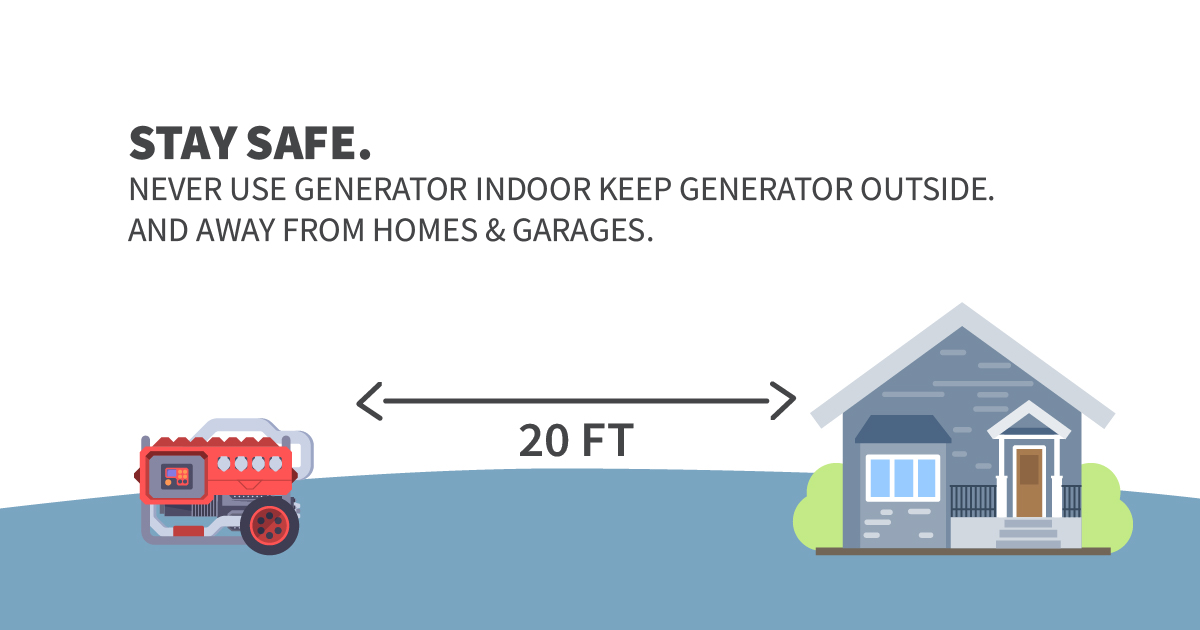 STAY SAFE.
NEVER USE GENERATOR INDOOR KEEP GENERATOR OUTSIDE.
AND AWAY FROM HOMES & GARAGES.
20 FT